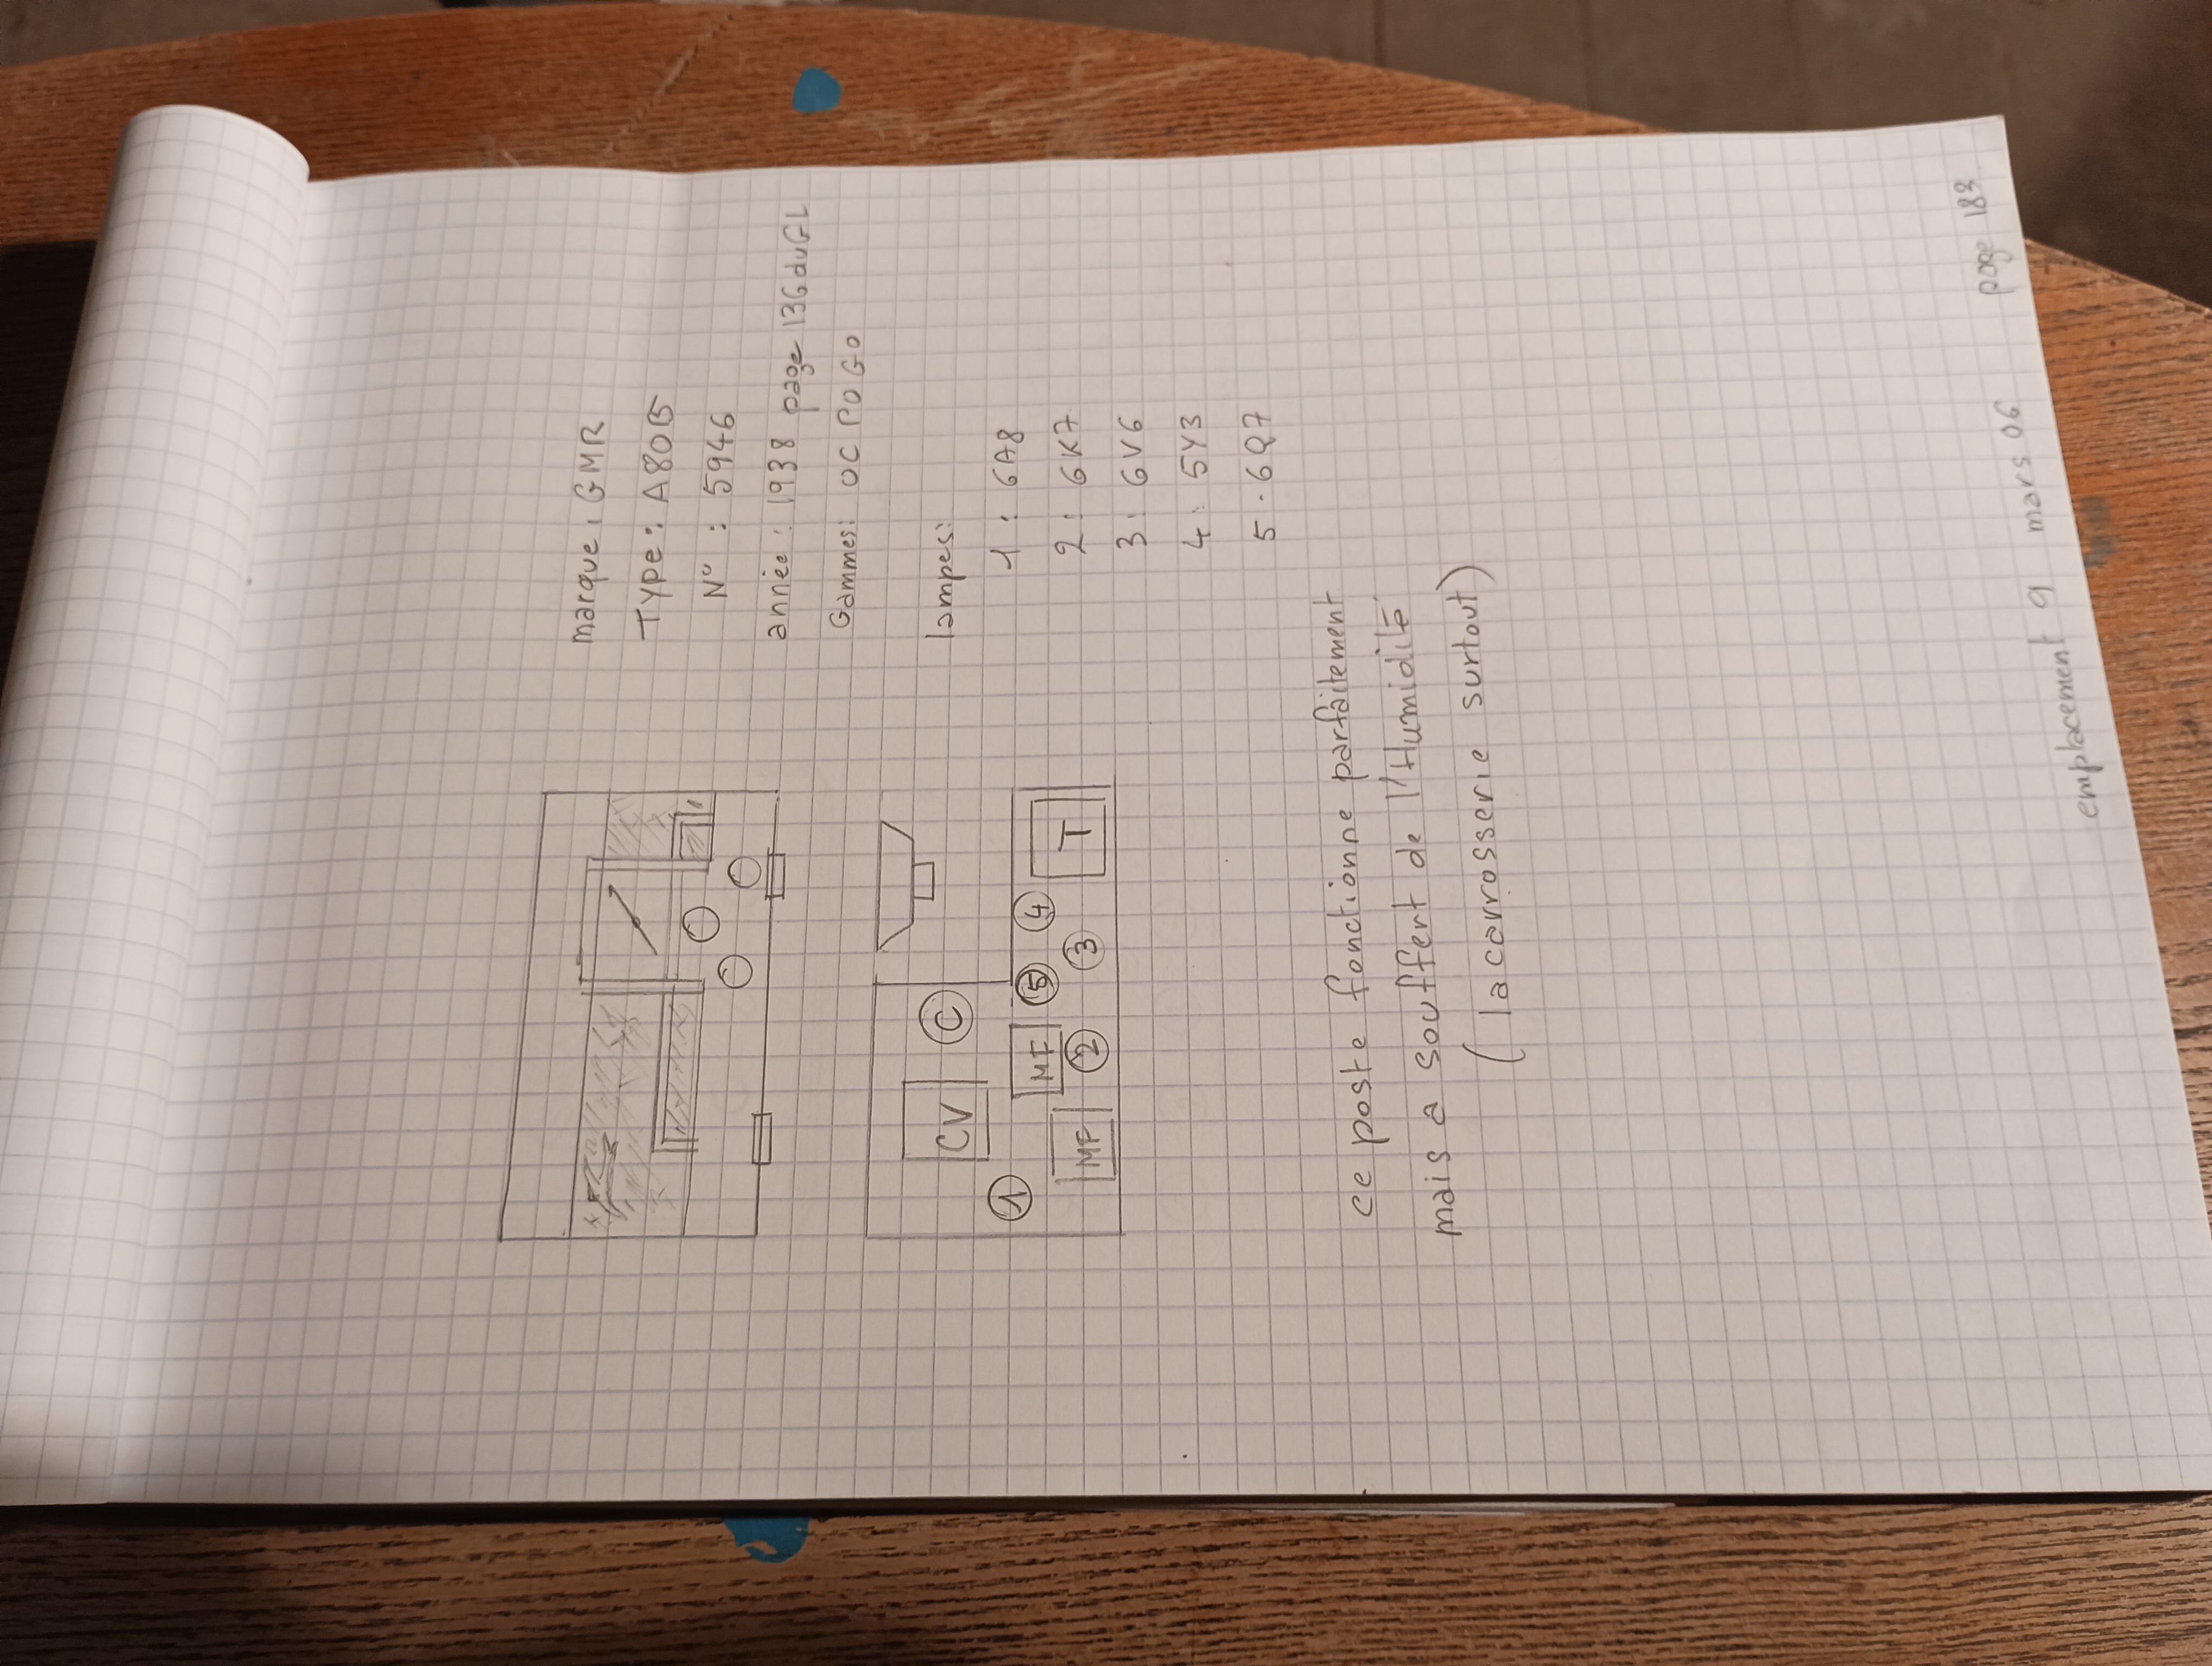 marque: GMR
Type: A80B
N° : 5946
année: 1938 page 136 du GL
Gammes: OC PO GO
CV
C
1
MF
5
4
MF
2
3
T
lampes:
1 : 6A8
2 : 6K7
3 : 6V6
4 : 5Y3
5 - 6Q7
ce poste fonctionne parfaitement
mais a souffert de l'Humidité
(la carrosserie surtout)
emplacement 9 mars 06 page 183